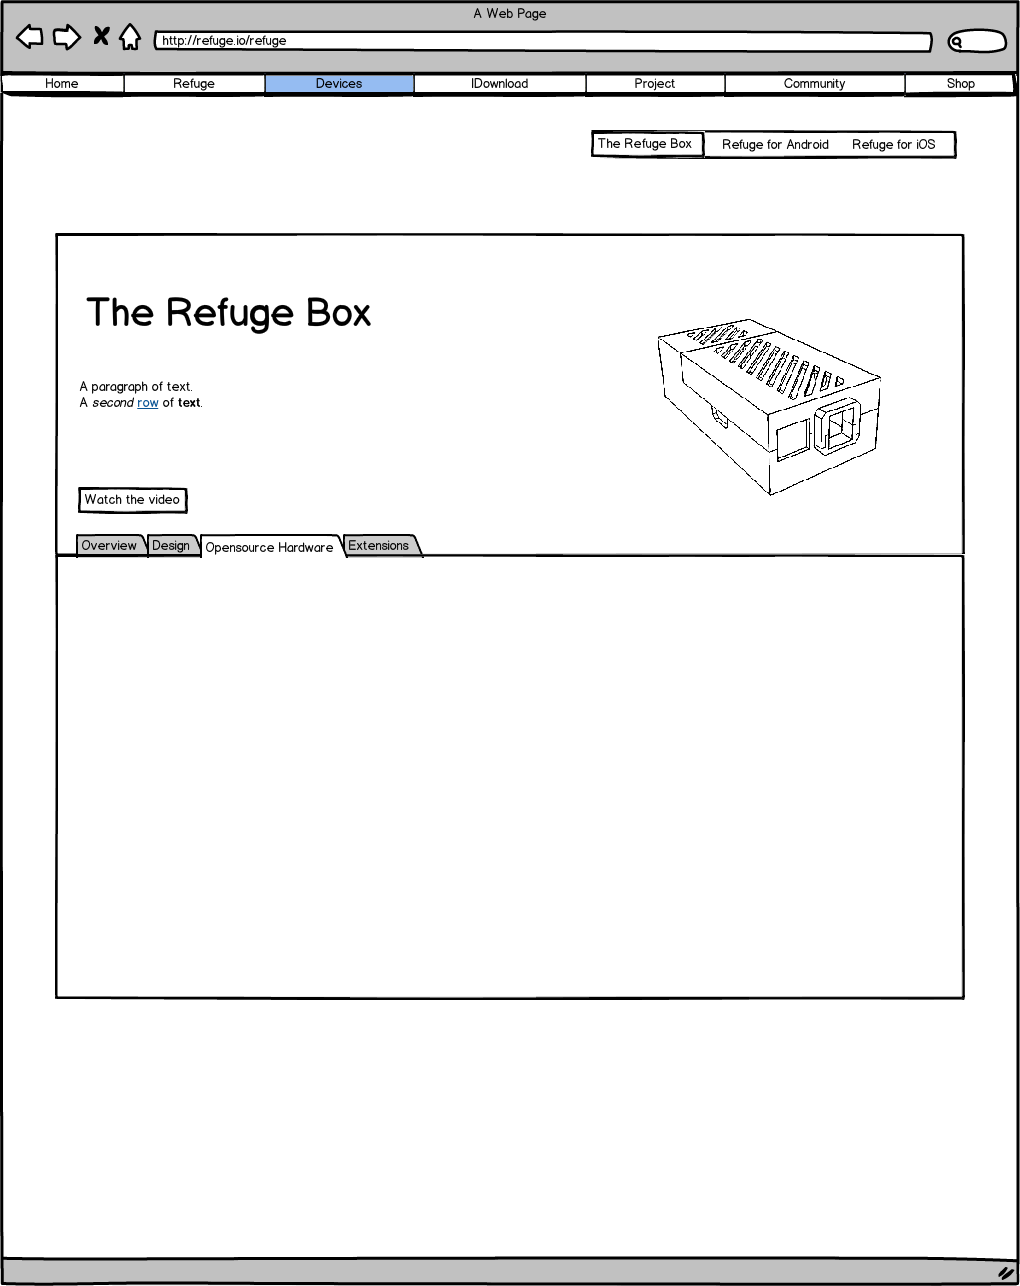 A Web Page
http://refuge.io/refuge
Home Refuge Devices IDownload Project Community Shop
The Refuge Box Refuge for Android Refuge for iOS
The Refuge Box
A paragraph of text.
A second row of text.
Watch the video
Overview Design Opensource Hardware Extensions